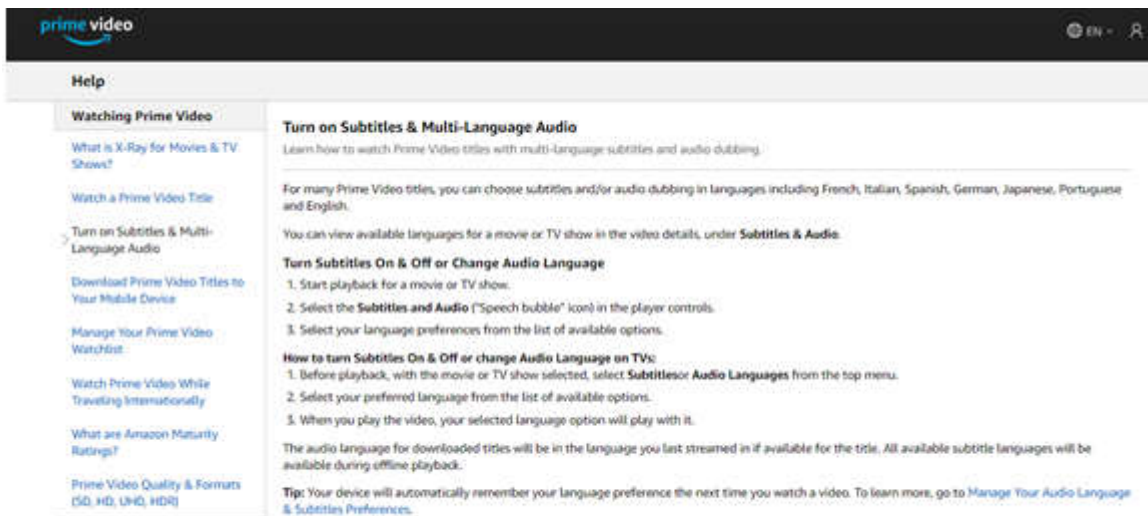 prime video
EN
Help
Watching Prime Video
What is X-Ray for Movies & TV
Shows?
Watch a Prime Video Title
Turn on Subtitles & Multi-
Language Audio
Download Prime Video Titles to
Your Mobile Device
Manage Your Prime Video
Watchlist
Watch Prime Video While
Traveling Internationally
What are Amazon Maturity
Ratings?
Prime Video Quality & Formats
(SD, HD, UHD, HDR)
Turn on Subtitles & Multi-Language Audio
Learn how to watch Prime Video titles with multi-language subtitles and audio dubbing.
For many Prime Video titles, you can choose subtitles and/or audio dubbing in languages including French, Italian, Spanish, German, Japanese, Portuguese
and English.
You can view available languages for a movie or TV show in the video details, under Subtitles & Audio.
Turn Subtitles On & Off or Change Audio Language
1. Start playback for a movie or TV show.
2. Select the Subtitles and Audio ("Speech bubble" icon) in the player controls.
3. Select your language preferences from the list of available options.
How to turn Subtitles On & Off or change Audio Language on TVs:
1. Before playback, with the movie or TV show selected, select Subtitlesor Audio Languages from the top menu.
2. Select your preferred language from the list of available options.
3. When you play the video, your selected language option will play with it.
The audio language for downloaded titles will be in the language you last streamed in if available for the title. All available subtitle languages will be
available during offline playback.
Tip: Your device will automatically remember your language preference the next time you watch a video. To learn more, go to Manage Your Audio Language
& Subtitles Preferences.